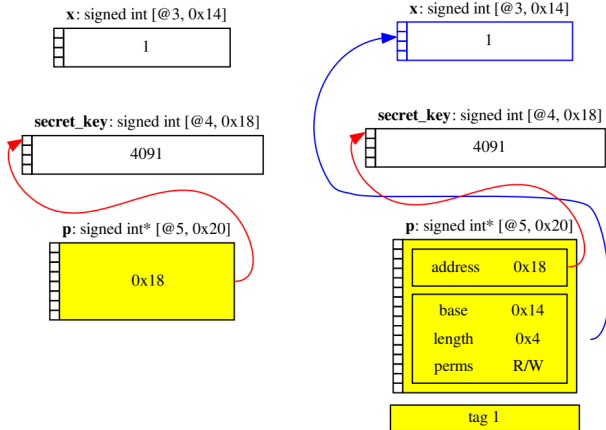 x: signed int [@3, 0x14]
1
secret_key: signed int [@4, 0x18]
4091
p: signed int* [@5, 0x20]
0x18
x: signed int [@3, 0x14]
1
secret_key: signed int [@4, 0x18]
4091
p: signed int* [@5, 0x20]
address 0x18
base 0x14
length 0x4
perms R/W
tag 1